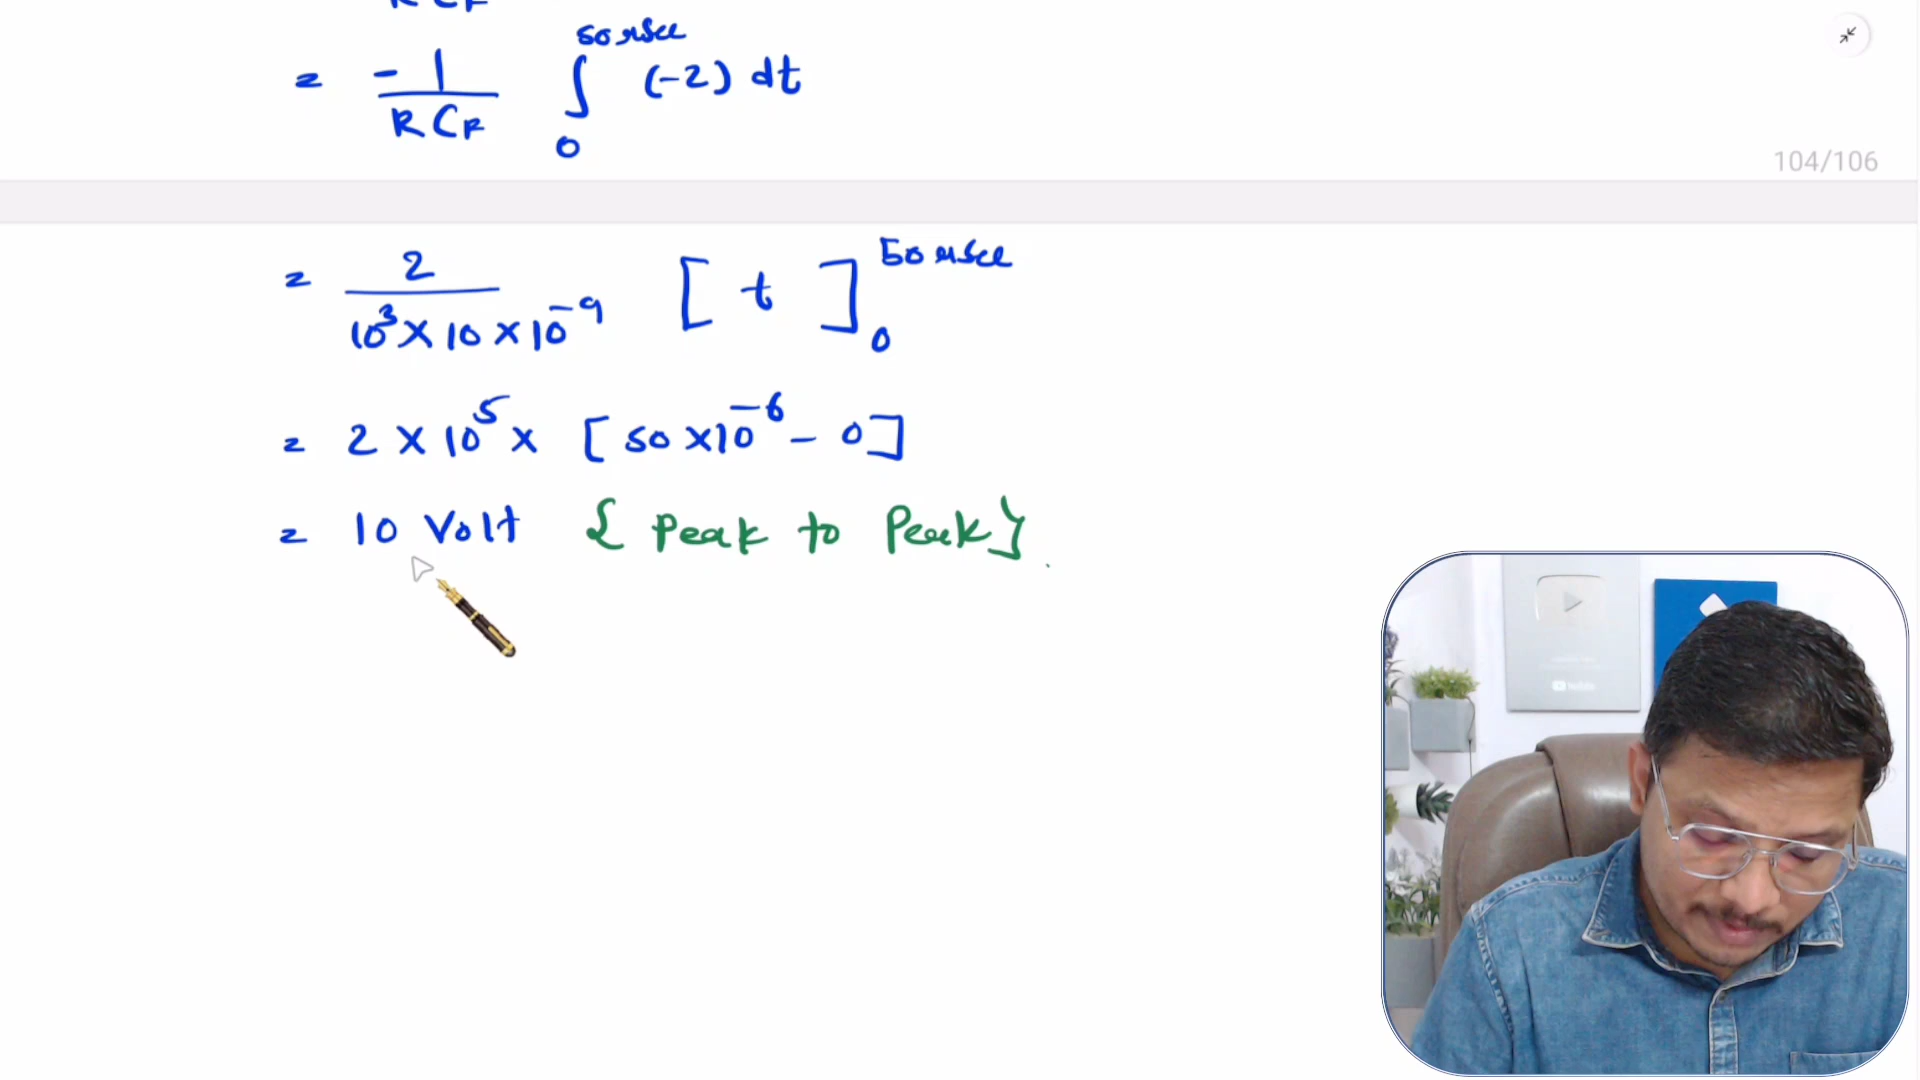 50 μsec
= -1/RC_F ∫ (-2) dt
0
104/106
= 2/(10³ × 10 × 10⁻⁹) [ t ]₀^(50 μsec)
= 2 × 10⁵ × [ 50 × 10⁻⁶ - 0 ]
= 10 Volt { Peak to Peak }.